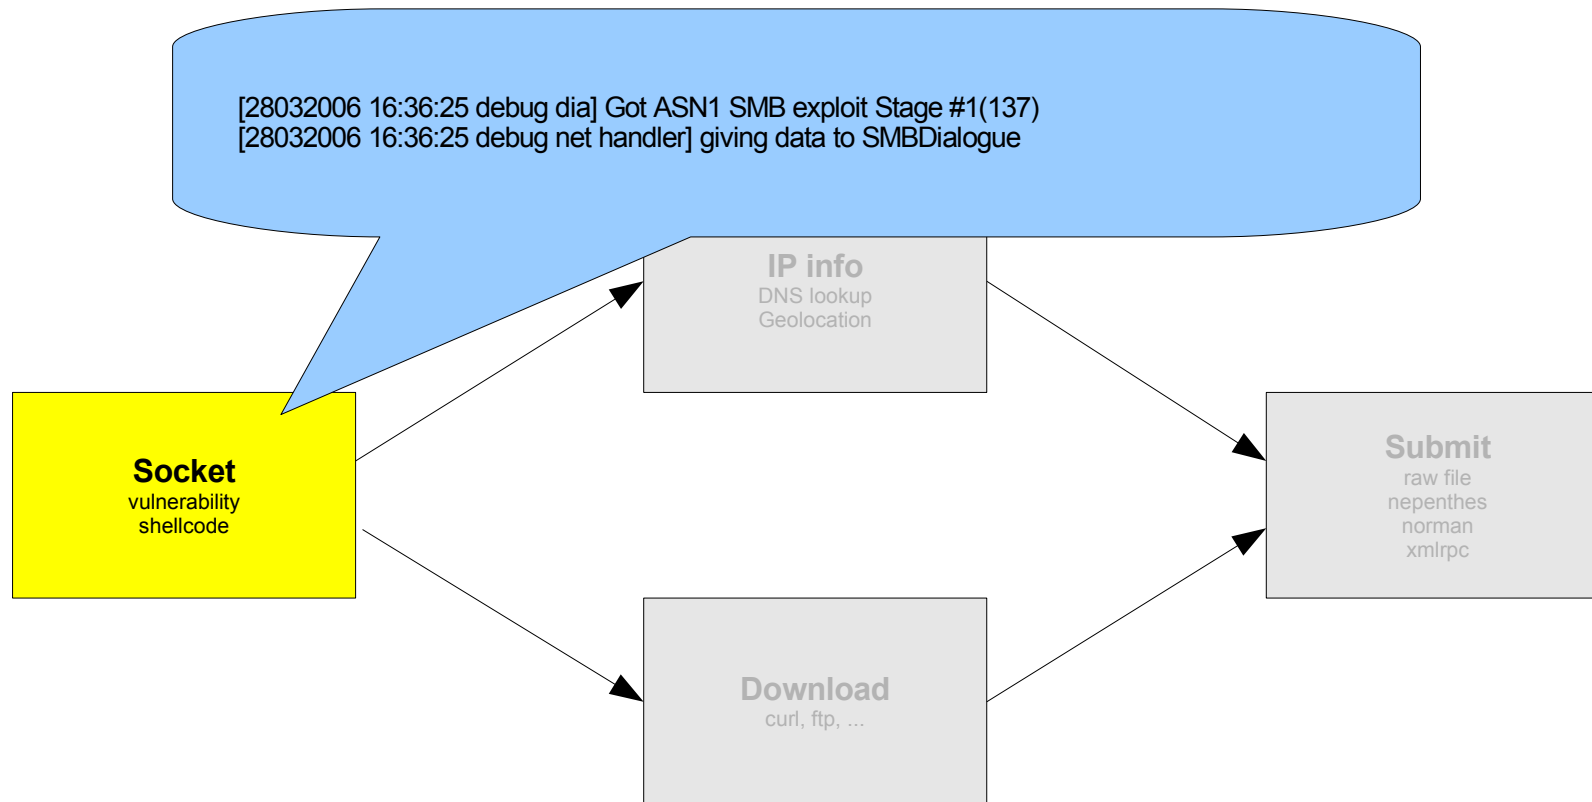 [28032006 16:36:25 debug dia] Got ASN1 SMB exploit Stage #1(137)
[28032006 16:36:25 debug net handler] giving data to SMBDialogue
IP info
DNS lookup
Geolocation
Socket
vulnerability
shellcode
Submit
raw file
nepenthes
norman
xmlrpc
Download
curl, ftp, ...